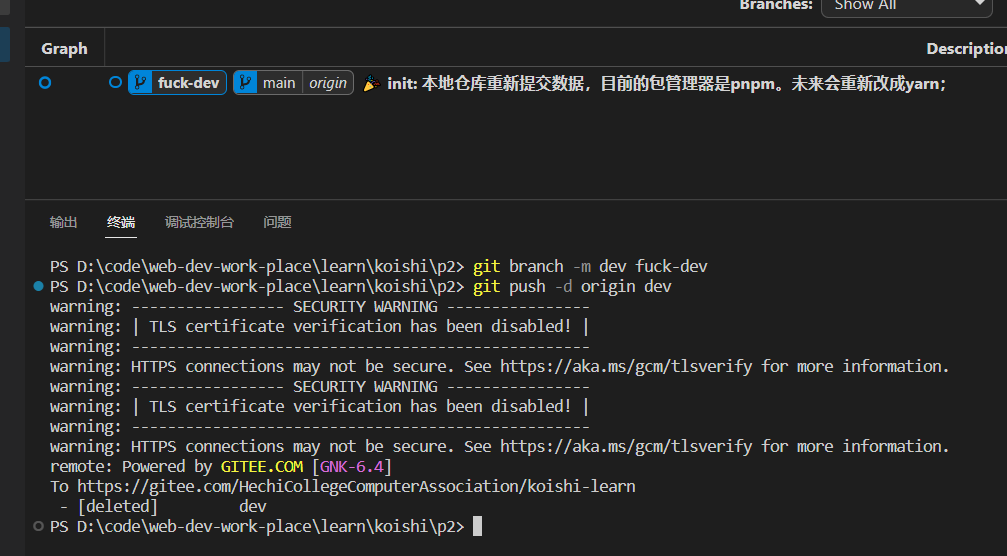 Branches: Show All
Graph Description
fuck-dev main origin init: 本地仓库重新提交数据，目前的包管理器是pnpm。未来会重新改成yarn；
输出 终端 调试控制台 问题
PS D:\code\web-dev-work-place\learn\koishi\p2> git branch -m dev fuck-dev
PS D:\code\web-dev-work-place\learn\koishi\p2> git push -d origin dev
warning: ----------------- SECURITY WARNING ----------------
warning: | TLS certificate verification has been disabled! |
warning: ---------------------------------------------------
warning: HTTPS connections may not be secure. See https://aka.ms/gcm/tlsverify for more information.
warning: ----------------- SECURITY WARNING ----------------
warning: | TLS certificate verification has been disabled! |
warning: ---------------------------------------------------
warning: HTTPS connections may not be secure. See https://aka.ms/gcm/tlsverify for more information.
remote: Powered by GITEE.COM [GNK-6.4]
To https://gitee.com/HechiCollegeComputerAssociation/koishi-learn
 - [deleted]         dev
PS D:\code\web-dev-work-place\learn\koishi\p2>